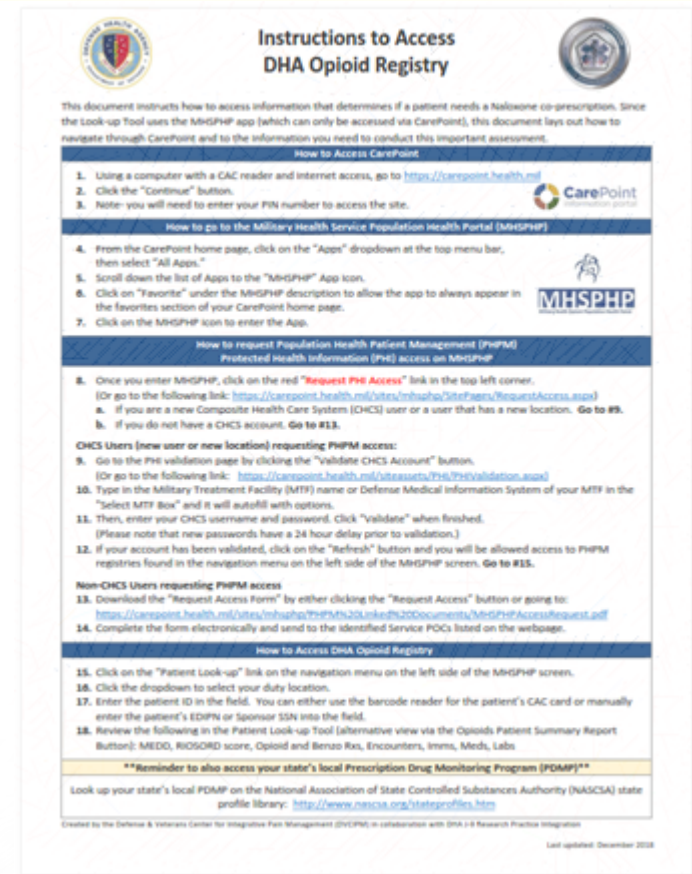 Instructions to Access
DHA Opioid Registry
This document instructs how to access information that determines if a patient needs a Naloxone co-prescription. Since
the Look-up Tool uses the MHSPHP app (which can only be accessed via CarePoint), this document lays out how to
navigate through CarePoint and to the information you need to conduct this important assessment.
How to Access CarePoint
1. Using a computer with a CAC reader and internet access, go to https://carepoint.health.mil
2. Click the "Continue" button.
3. Note- you will need to enter your PIN number to access the site.
CarePoint
information portal
How to go to the Military Health Service Population Health Portal (MHSPHP)
4. From the CarePoint home page, click on the "Apps" dropdown at the top menu bar,
then select "All Apps."
5. Scroll down the list of Apps to the "MHSPHP" App icon.
6. Click on "Favorite" under the MHSPHP description to allow the app to always appear in
the favorites section of your CarePoint home page.
7. Click on the MHSPHP icon to enter the App.
MHSPHP
How to request Population Health Patient Management (PHPM)
Protected Health Information (PHI) access on MHSPHP
8. Once you enter MHSPHP, click on the red "Request PHI Access" link in the top left corner.
(Or go to the following link: https://carepoint.health.mil/sites/mhsphp/SitePages/RequestAccess.aspx)
a. If you are a new Composite Health Care System (CHCS) user or a user that has a new location. Go to #9.
b. If you do not have a CHCS account. Go to #13.
CHCS Users (new user or new location) requesting PHPM access:
9. Go to the PHI validation page by clicking the "Validate CHCS Account" button.
(Or go to the following link: https://carepoint.health.mil/siteassets/PHI/PHIValidation.aspx)
10. Type in the Military Treatment Facility (MTF) name or Defense Medical Information System of your MTF in the
"Select MTF Box" and it will autofill with options.
11. Then, enter your CHCS username and password. Click "Validate" when finished.
(Please note that new passwords have a 24 hour delay prior to validation.)
12. If your account has been validated, click on the "Refresh" button and you will be allowed access to PHPM
registries found in the navigation menu on the left side of the MHSPHP screen. Go to #15.
Non-CHCS Users requesting PHPM access
13. Download the "Request Access Form" by either clicking the "Request Access" button or going to:
https://carepoint.health.mil/sites/mhsphp/PHPM%20Linked%20Documents/MHSPHPAccessRequest.pdf
14. Complete the form electronically and send to the identified Service POCs listed on the webpage.
How to Access DHA Opioid Registry
15. Click on the "Patient Look-up" link on the navigation menu on the left side of the MHSPHP screen.
16. Click the dropdown to select your duty location.
17. Enter the patient ID in the field. You can either use the barcode reader for the patient's CAC card or manually
enter the patient's EDIPN or Sponsor SSN into the field.
18. Review the following in the Patient Look-up Tool (alternative view via the Opioids Patient Summary Report
Button): MEDD, RIOSORD score, Opioid and Benzo Rxs, Encounters, Imms, Meds, Labs
**Reminder to also access your state's local Prescription Drug Monitoring Program (PDMP)**
Look up your state's local PDMP on the National Association of State Controlled Substances Authority (NASCSA) state
profile library: http://www.nascsa.org/stateprofiles.htm
Created by the Defense & Veterans Center for Integrative Pain Management (DVCIPM) in collaboration with DHA J-9 Research Practice Integration
Last updated: December 2018